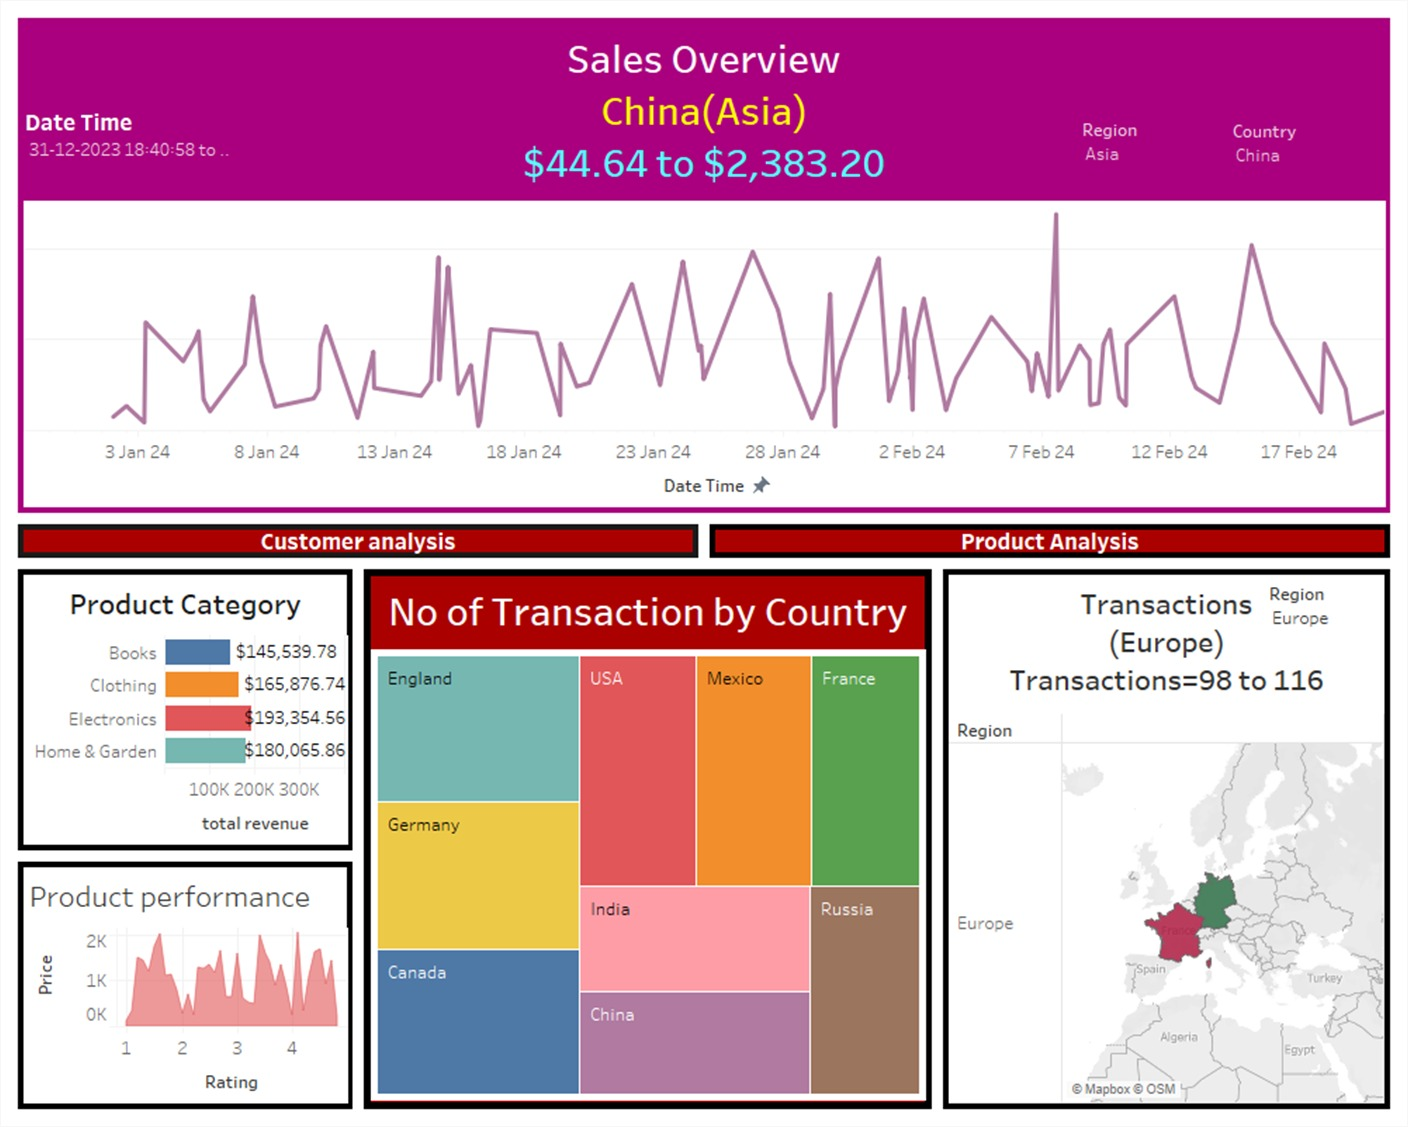 Sales Overview
China(Asia)
$44.64 to $2,383.20
Date Time
31-12-2023 18:40:58 to ..
Region
Asia
Country
China
3 Jan 24
8 Jan 24
13 Jan 24
18 Jan 24
23 Jan 24
28 Jan 24
2 Feb 24
7 Feb 24
12 Feb 24
17 Feb 24
Date Time
Customer analysis
Product Analysis
Product Category
Books $145,539.78
Clothing $165,876.74
Electronics $193,354.56
Home & Garden $180,065.86
100K 200K 300K
total revenue
Product performance
Price
2K
1K
0K
1 2 3 4
Rating
No of Transaction by Country
England
USA
Mexico
France
Germany
Canada
India
China
Russia
Transactions
(Europe)
Transactions=98 to 116
Region
Europe
Region
Europe
France
Spain
Turkey
Algeria
Egypt
© Mapbox © OSM